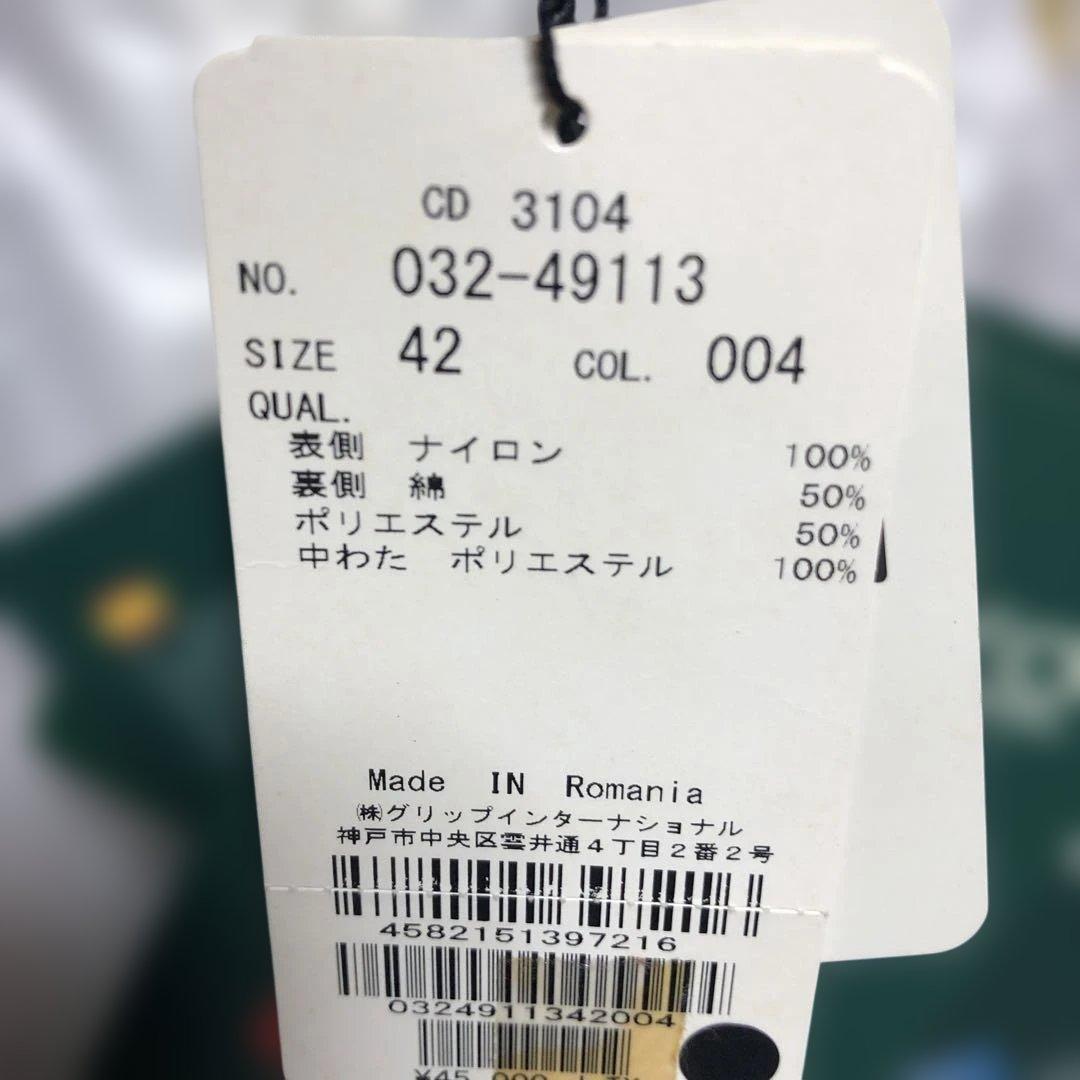 CD 3104
NO. 032-49113
SIZE 42 COL. 004
QUAL.
表側 ナイロン 100%
裏側 綿 50%
ポリエステル 50%
中わた ポリエステル 100%
Made IN Romania
㈱グリップインターナショナル
神戸市中央区雲井通4丁目2番2号
4582151397216
0324911342004
¥45,000